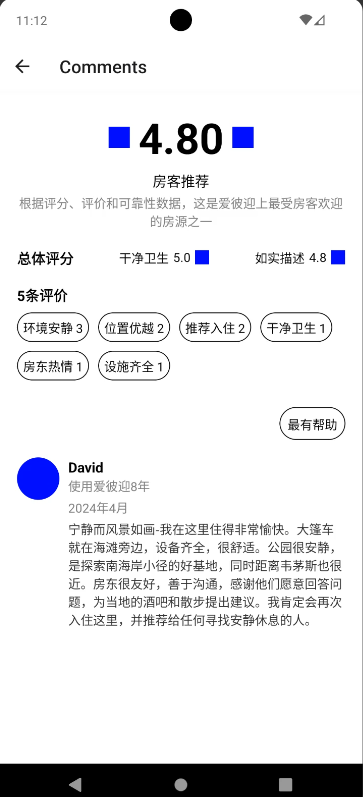 11:12
Comments
4.80
房客推荐
根据评分、评价和可靠性数据，这是爱彼迎上最受房客欢迎
的房源之一
总体评分 干净卫生 5.0 如实描述 4.8
5条评价
环境安静 3 位置优越 2 推荐入住 2 干净卫生 1
房东热情 1 设施齐全 1
最有帮助
David
使用爱彼迎8年
2024年4月
宁静而风景如画-我在这里住得非常愉快。大篷车
就在海滩旁边，设备齐全，很舒适。公园很安静，
是探索南海岸小径的好基地，同时距离韦茅斯也很
近。房东很友好，善于沟通，感谢他们愿意回答问
题，为当地的酒吧和散步提出建议。我肯定会再次
入住这里，并推荐给任何寻找安静休息的人。